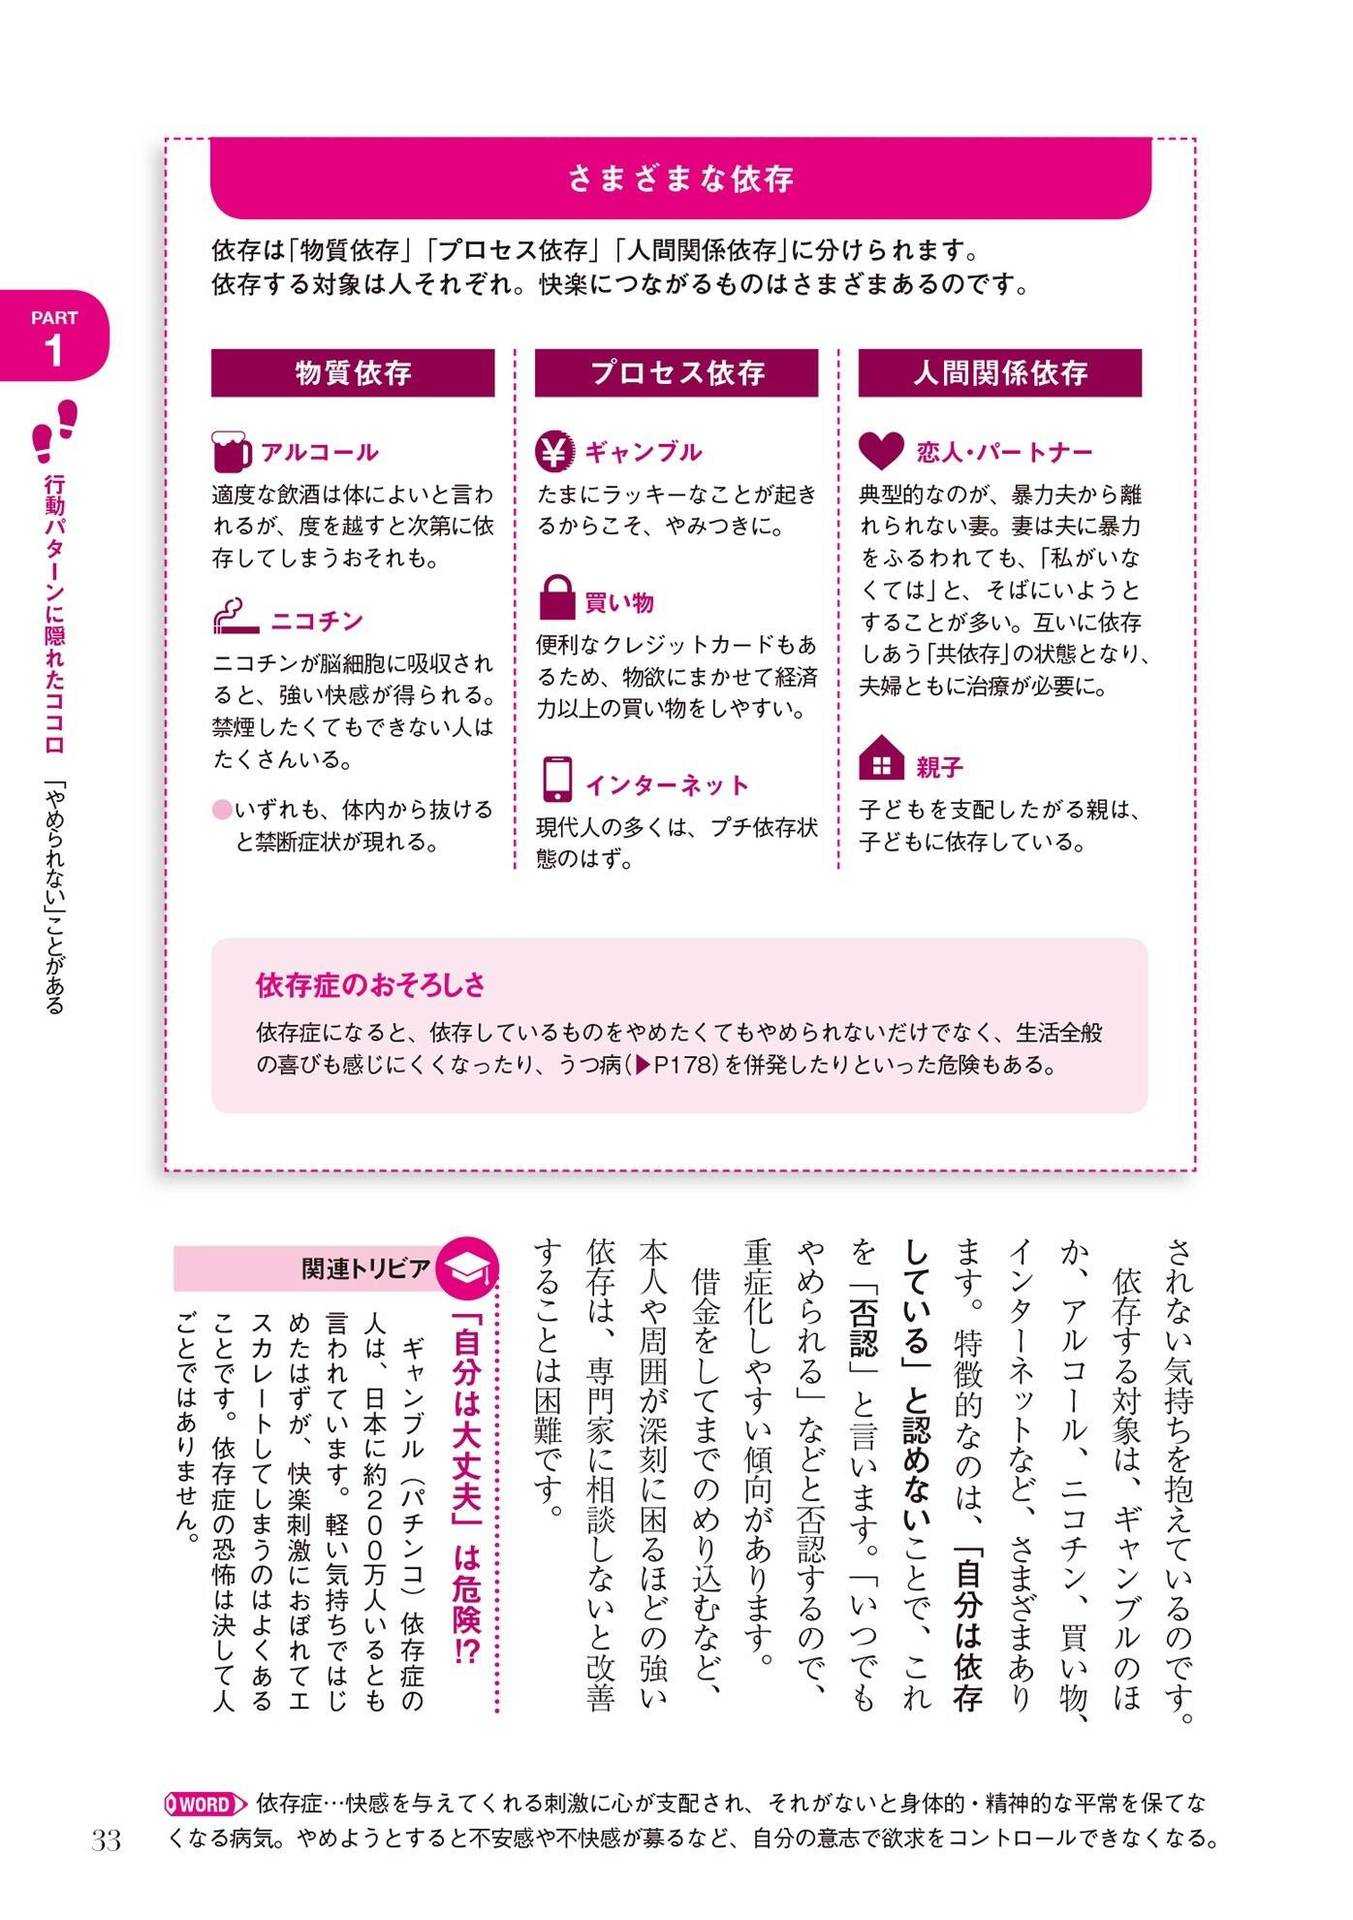 さまざまな依存
依存は「物質依存」「プロセス依存」「人間関係依存」に分けられます。
依存する対象は人それぞれ。快楽につながるものはさまざまあるのです。
物質依存
アルコール
適度な飲酒は体によいと言わ
れるが、度を越すと次第に依
存してしまうおそれも。
ニコチン
ニコチンが脳細胞に吸収され
ると、強い快感が得られる。
禁煙したくてもできない人は
たくさんいる。
●いずれも、体内から抜ける
と禁断症状が現れる。
プロセス依存
ギャンブル
たまにラッキーなことが起き
るからこそ、やみつきに。
買い物
便利なクレジットカードもあ
るため、物欲にまかせて経済
力以上の買い物をしやすい。
インターネット
現代人の多くは、プチ依存状
態のはず。
人間関係依存
恋人・パートナー
典型的なのが、暴力夫から離
れられない妻。妻は夫に暴力
をふるわれても、「私がいな
くては」と、そばにいようと
することが多い。互いに依存
しあう「共依存」の状態となり、
夫婦ともに治療が必要に。
親子
子どもを支配したがる親は、
子どもに依存している。
依存症のおそろしさ
依存症になると、依存しているものをやめたくてもやめられないだけでなく、生活全般
の喜びも感じにくくなったり、うつ病(▶P178)を併発したりといった危険もある。
PART
1
行動パターンに隠れたココロ 「やめられない」ことがある
されない気持ちを抱えているのです。
依存する対象は、ギャンブルのほ
か、アルコール、ニコチン、買い物、
インターネットなど、さまざまあり
ます。特徴的なのは、「自分は依存
している」と認めないことで、これ
を「否認」と言います。「いつでも
やめられる」などと否認するので、
重症化しやすい傾向があります。
借金をしてまでのめり込むなど、
本人や周囲が深刻に困るほどの強い
依存は、専門家に相談しないと改善
することは困難です。
関連トリビア
「自分は大丈夫」は危険!?
ギャンブル（パチンコ）依存症の
人は、日本に約200万人いるとも
言われています。軽い気持ちではじ
めたはずが、快楽刺激におぼれてエ
スカレートしてしまうのはよくある
ことです。依存症の恐怖は決して人
ごとではありません。
WORD 依存症…快感を与えてくれる刺激に心が支配され、それがないと身体的・精神的な平常を保てな
くなる病気。やめようとすると不安感や不快感が募るなど、自分の意志で欲求をコントロールできなくなる。
33